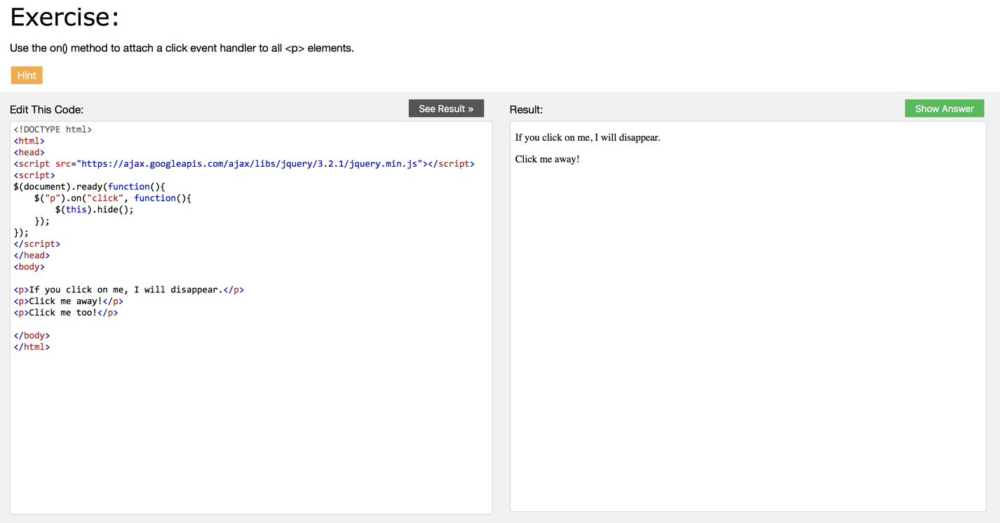 Exercise:
Use the on() method to attach a click event handler to all <p> elements.
Hint
Edit This Code:
See Result »
<!DOCTYPE html>
<html>
<head>
<script src="https://ajax.googleapis.com/ajax/libs/jquery/3.2.1/jquery.min.js"></script>
<script>
$(document).ready(function(){
    $("p").on("click", function(){
        $(this).hide();
    });
});
</script>
</head>
<body>

<p>If you click on me, I will disappear.</p>
<p>Click me away!</p>
<p>Click me too!</p>

</body>
</html>
Result:
Show Answer
If you click on me, I will disappear.
Click me away!